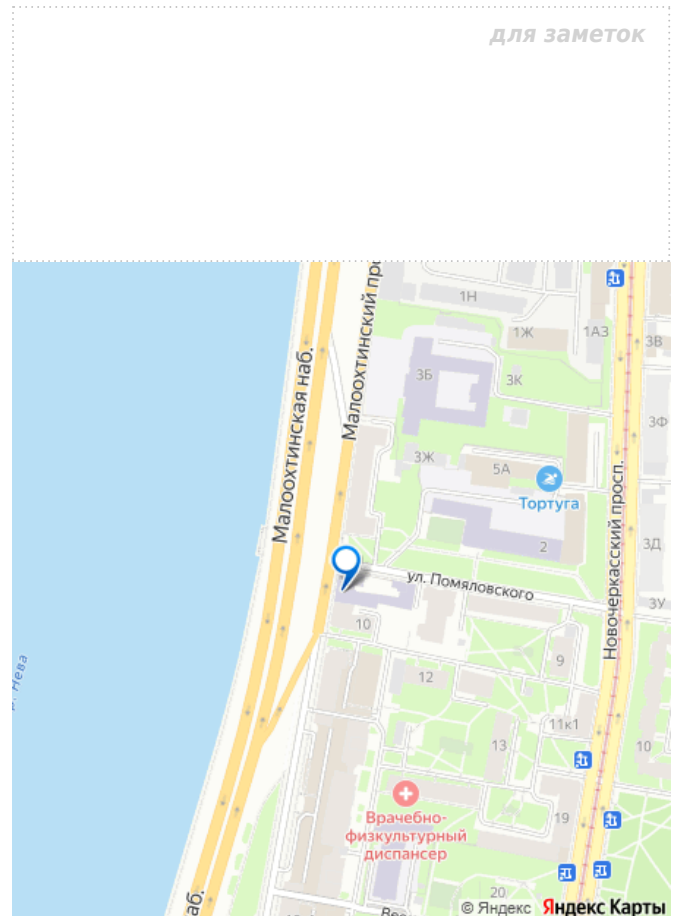 для заметок
Малоохтинский про
1Н
1Ж
1АЗ
3В
3Б
3К
3Ф
Малоохтинская наб.
3Ж
5А
Тортуга
Новочеркасский просп.
2
3Д
ул. Помяловского
3У
10
9
р. Нева
12
11к1
13
10
Врачебно-
физкультурный
диспансер
19
20
наб.
© Яндекс Яндекс Карты